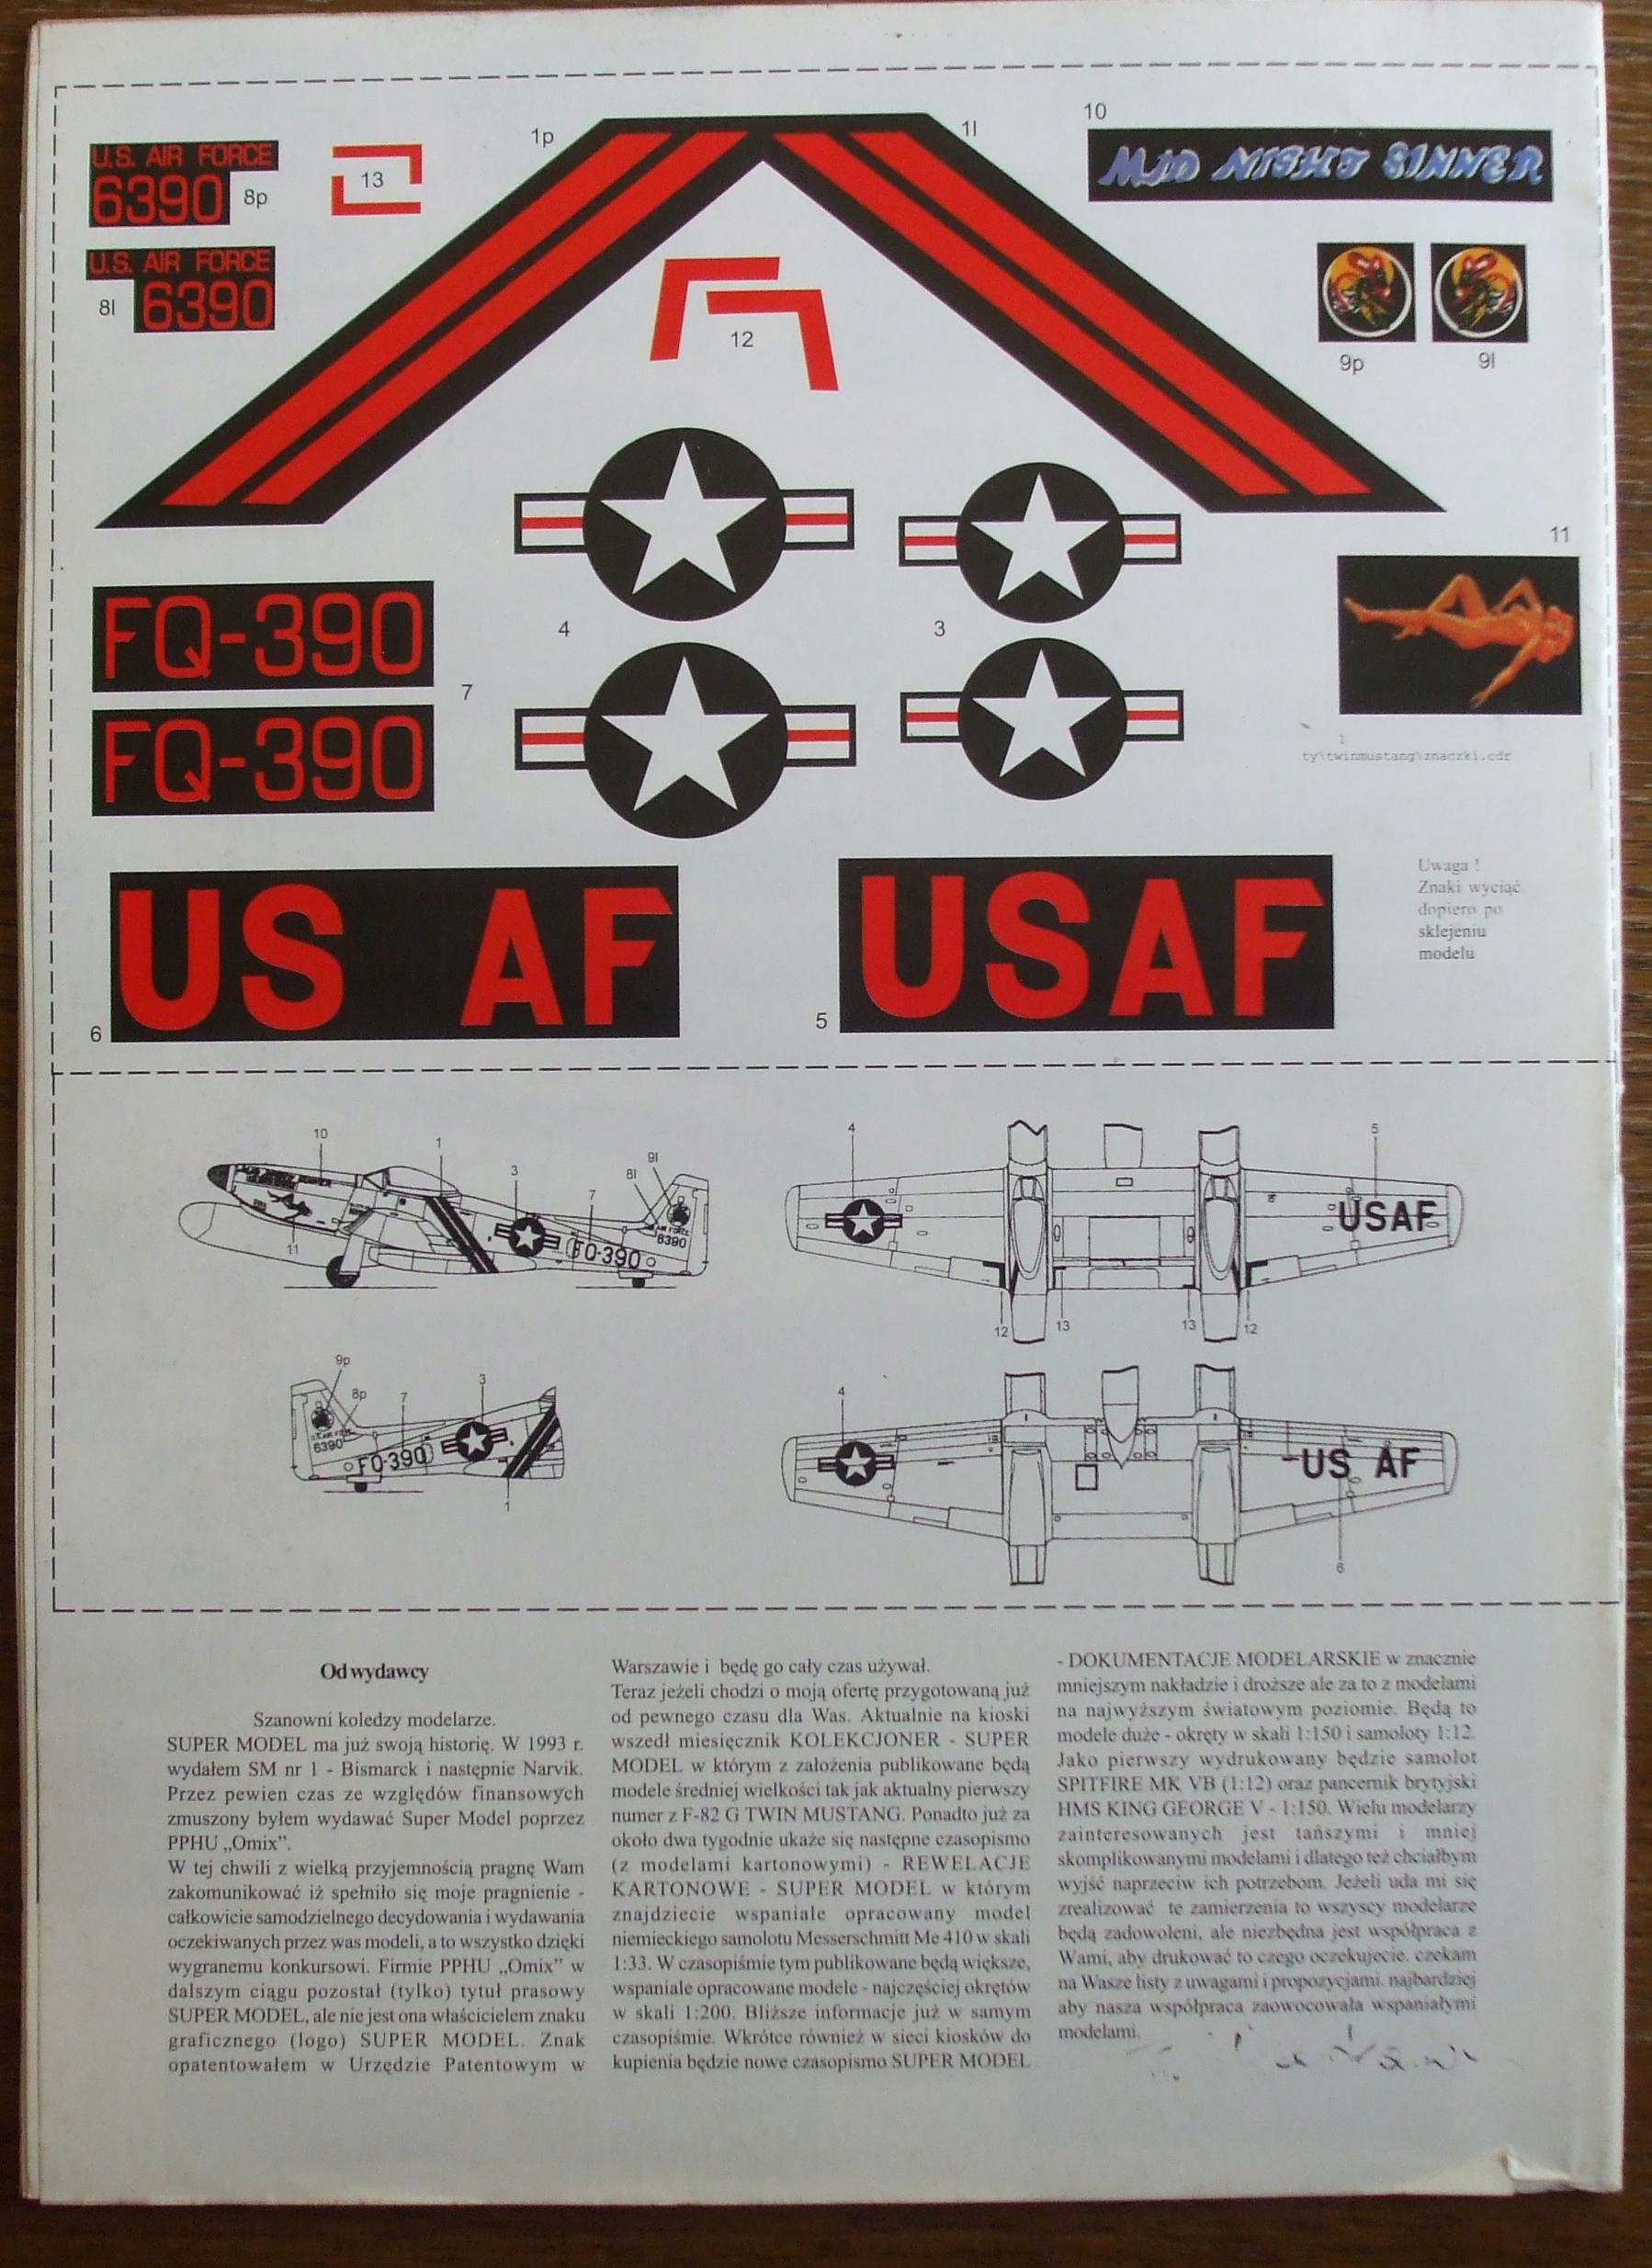 1p
1l
10
U.S. AIR FORCE
6390
8p
13
MID NIGHT SINNER
U.S. AIR FORCE
8l
6390
12
9p
9l
11
FQ-390
4
3
7
FQ-390
ty\twinmustang\znaczki.cdr
US AF
6
USAF
5
Uwaga !
Znaki wyciąć
dopiero po
sklejeniu
modelu
10
1
3
7
8l
9l
11
FQ-390
6390
4
5
USAF
12
13
13
12
9p
8p
7
3
6390
FQ-390
1
4
US AF
6
Od wydawcy
Szanowni koledzy modelarze.
SUPER MODEL ma już swoją historię. W 1993 r.
wydałem SM nr 1 - Bismarck i następnie Narvik.
Przez pewien czas ze względów finansowych
zmuszony byłem wydawać Super Model poprzez
PPHU „Omix”.
W tej chwili z wielką przyjemnością pragnę Wam
zakomunikować iż spełniło się moje pragnienie -
całkowicie samodzielnego decydowania i wydawania
oczekiwanych przez was modeli, a to wszystko dzięki
wygranemu konkursowi. Firmie PPHU „Omix” w
dalszym ciągu pozostał (tylko) tytuł prasowy
SUPER MODEL, ale nie jest ona właścicielem znaku
graficznego (logo) SUPER MODEL. Znak
opatentowałem w Urzędzie Patentowym w
Warszawie i będę go cały czas używał.
Teraz jeżeli chodzi o moją ofertę przygotowaną już
od pewnego czasu dla Was. Aktualnie na kioski
wszedł miesięcznik KOLEKCJONER - SUPER
MODEL w którym z założenia publikowane będą
modele średniej wielkości tak jak aktualny pierwszy
numer z F-82 G TWIN MUSTANG. Ponadto już za
około dwa tygodnie ukaże się następne czasopismo
(z modelami kartonowymi) - REWELACJE
KARTONOWE - SUPER MODEL w którym
znajdziecie wspaniale opracowany model
niemieckiego samolotu Messerschmitt Me 410 w skali
1:33. W czasopiśmie tym publikowane będą większe,
wspaniale opracowane modele - najczęściej okrętów
w skali 1:200. Bliższe informacje już w samym
czasopiśmie. Wkrótce również w sieci kiosków do
kupienia będzie nowe czasopismo SUPER MODEL
- DOKUMENTACJE MODELARSKIE w znacznie
mniejszym nakładzie i droższe ale za to z modelami
na najwyższym światowym poziomie. Będą to
modele duże - okręty w skali 1:150 i samoloty 1:12.
Jako pierwszy wydrukowany będzie samolot
SPITFIRE MK VB (1:12) oraz pancernik brytyjski
HMS KING GEORGE V - 1:150. Wielu modelarzy
zainteresowanych jest tańszymi i mniej
skomplikowanymi modelami i dlatego też chciałbym
wyjść naprzeciw ich potrzebom. Jeżeli uda mi się
zrealizować te zamierzenia to wszyscy modelarze
będą zadowoleni, ale niezbędna jest współpraca z
Wami, aby drukować to czego oczekujecie. czekam
na Wasze listy z uwagami i propozycjami. najbardziej
aby nasza współpraca zaowocowała wspaniałymi
modelami.